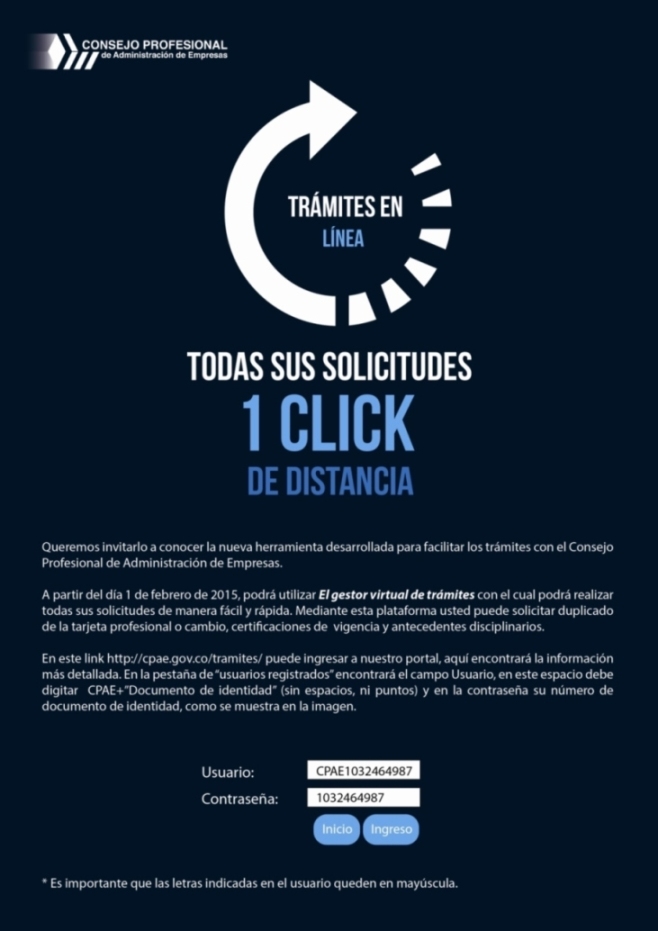 CONSEJO PROFESIONAL
de Administración de Empresas
TRÁMITES EN
LÍNEA
TODAS SUS SOLICITUDES
1 CLICK
DE DISTANCIA
Queremos invitarlo a conocer la nueva herramienta desarrollada para facilitar los trámites con el Consejo
Profesional de Administración de Empresas.
A partir del día 1 de febrero de 2015, podrá utilizar El gestor virtual de trámites con el cual podrá realizar
todas sus solicitudes de manera fácil y rápida. Mediante esta plataforma usted puede solicitar duplicado
de la tarjeta profesional o cambio, certificaciones de vigencia y antecedentes disciplinarios.
En este link http://cpae.gov.co/tramites/ puede ingresar a nuestro portal, aquí encontrará la información
más detallada. En la pestaña de “usuarios registrados” encontrará el campo Usuario, en este espacio debe
digitar CPAE+”Documento de identidad” (sin espacios, ni puntos) y en la contraseña su número de
documento de identidad, como se muestra en la imagen.
Usuario: CPAE1032464987
Contraseña: 1032464987
Inicio Ingreso
* Es importante que las letras indicadas en el usuario queden en mayúscula.